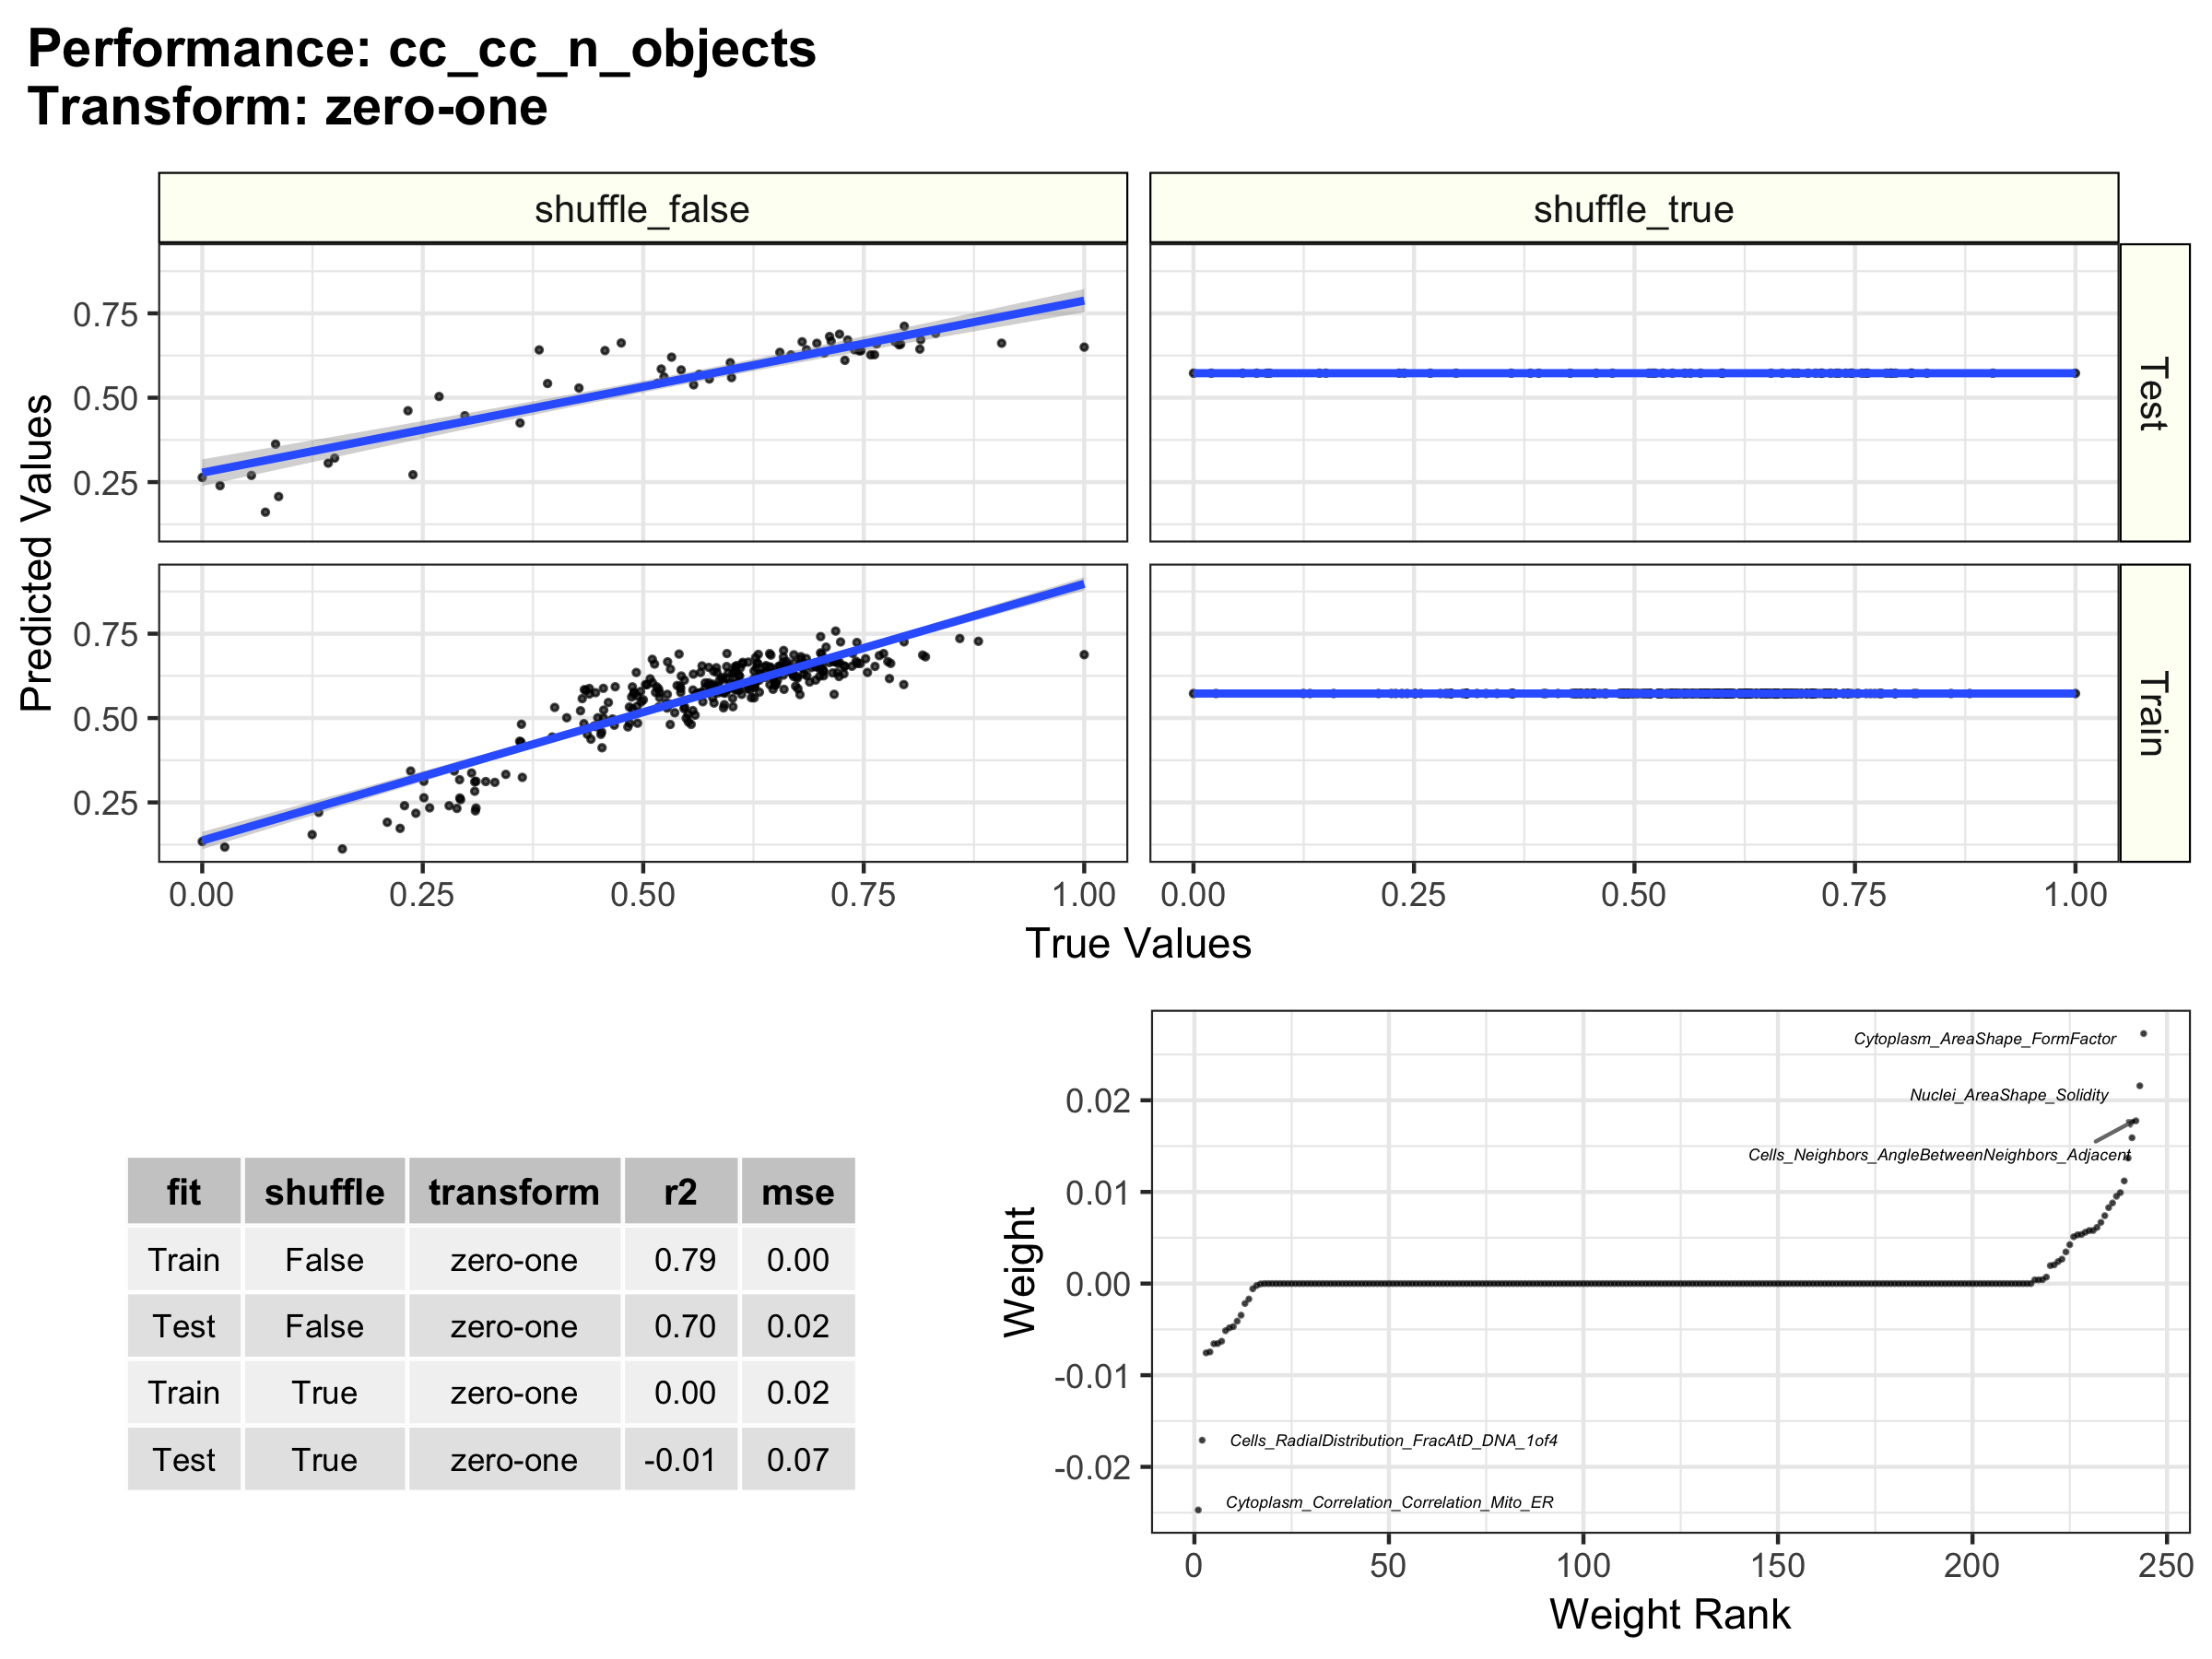 Performance: cc_cc_n_objects
Transform: zero-one
shuffle_false
shuffle_true
0.75
0.50
0.25
Test
0.75
0.50
0.25
Train
Predicted Values
0.00 0.25 0.50 0.75 1.00
0.00 0.25 0.50 0.75 1.00
True Values
fit shuffle transform r2 mse
Train False zero-one 0.79 0.00
Test False zero-one 0.70 0.02
Train True zero-one 0.00 0.02
Test True zero-one -0.01 0.07
Cytoplasm_AreaShape_FormFactor
Nuclei_AreaShape_Solidity
Cells_Neighbors_AngleBetweenNeighbors_Adjacent
Cells_RadialDistribution_FracAtD_DNA_1of4
Cytoplasm_Correlation_Correlation_Mito_ER
0.02
0.01
0.00
-0.01
-0.02
Weight
0 50 100 150 200 250
Weight Rank